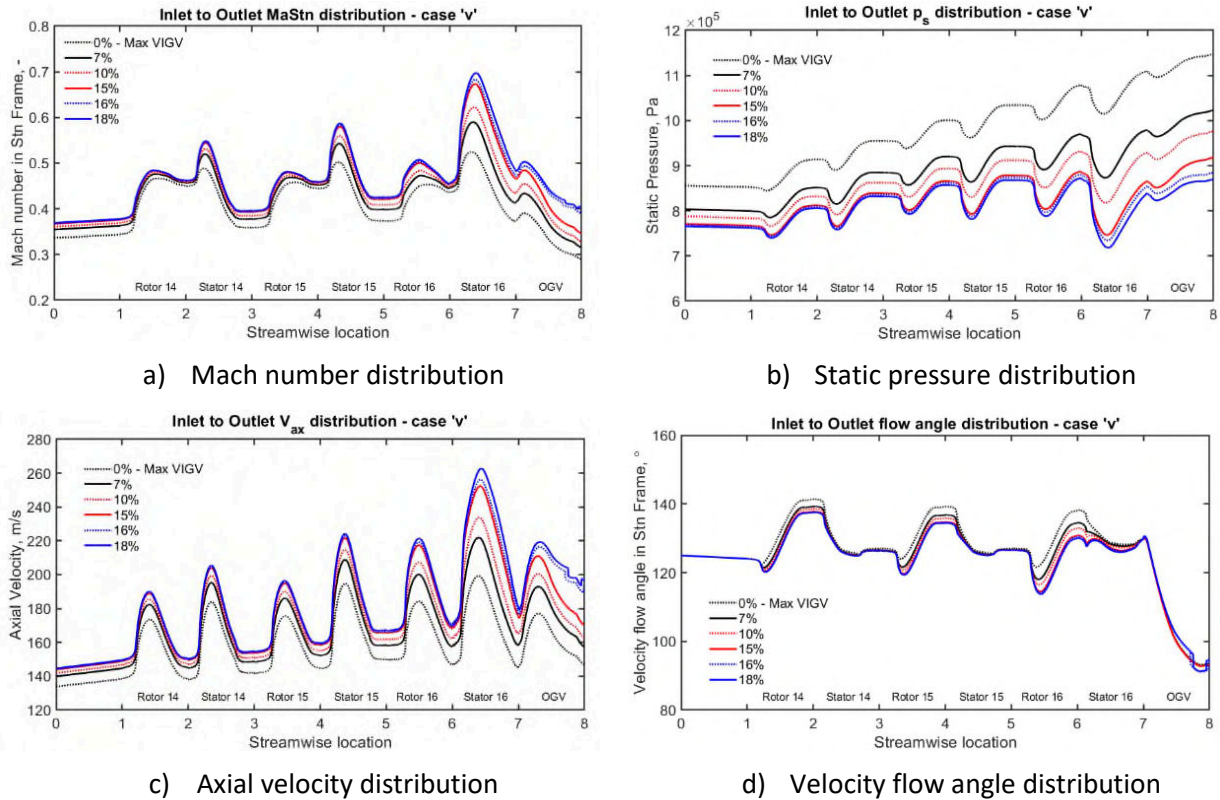 Inlet to Outlet MaStn distribution - case 'v'
0.8
0.7
0.6
0.5
0.4
0.3
0.2
Mach number in Stn Frame, -
0% - Max VIGV
7%
10%
15%
16%
18%
Rotor 14 Stator 14 Rotor 15 Stator 15 Rotor 16 Stator 16 OGV
0 1 2 3 4 5 6 7 8
Streamwise location
a) Mach number distribution
Inlet to Outlet ps distribution - case 'v'
×10⁵
12
11
10
9
8
7
6
Static Pressure, Pa
0% - Max VIGV
7%
10%
15%
16%
18%
Rotor 14 Stator 14 Rotor 15 Stator 15 Rotor 16 Stator 16 OGV
0 1 2 3 4 5 6 7 8
Streamwise location
b) Static pressure distribution
Inlet to Outlet Vax distribution - case 'v'
280
260
240
220
200
180
160
140
120
Axial Velocity, m/s
0% - Max VIGV
7%
10%
15%
16%
18%
Rotor 14 Stator 14 Rotor 15 Stator 15 Rotor 16 Stator 16 OGV
0 1 2 3 4 5 6 7 8
Streamwise location
c) Axial velocity distribution
Inlet to Outlet flow angle distribution - case 'v'
160
140
120
100
80
Velocity flow angle in Stn Frame, °
0% - Max VIGV
7%
10%
15%
16%
18%
Rotor 14 Stator 14 Rotor 15 Stator 15 Rotor 16 Stator 16 OGV
0 1 2 3 4 5 6 7 8
Streamwise location
d) Velocity flow angle distribution